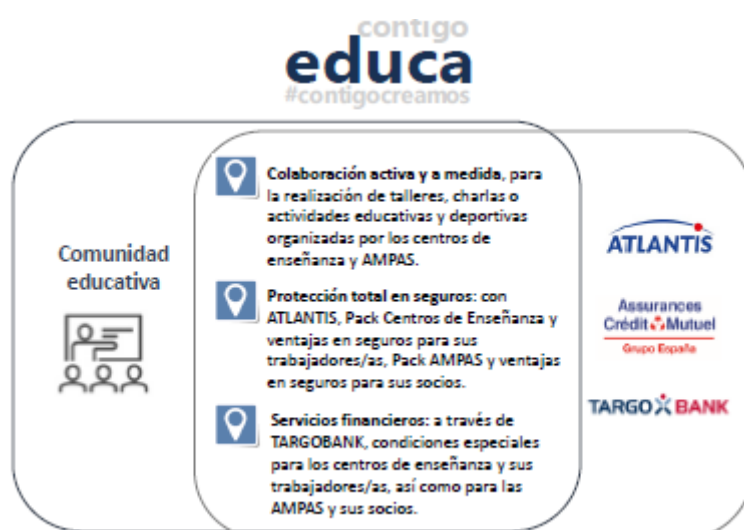 contigo
educa
#contigocreamos
Comunidad
educativa
Colaboración activa y a medida, para
la realización de talleres, charlas o
actividades educativas y deportivas
organizadas por los centros de
enseñanza y AMPAS.
Protección total en seguros: con
ATLANTIS, Pack Centros de Enseñanza y
ventajas en seguros para sus
trabajadores/as, Pack AMPAS y ventajas
en seguros para sus socios.
Servicios financieros: a través de
TARGOBANK, condiciones especiales
para los centros de enseñanza y sus
trabajadores/as, así como para las
AMPAS y sus socios.
ATLANTIS
Assurances
Crédit Mutuel
Grupo España
TARGO BANK